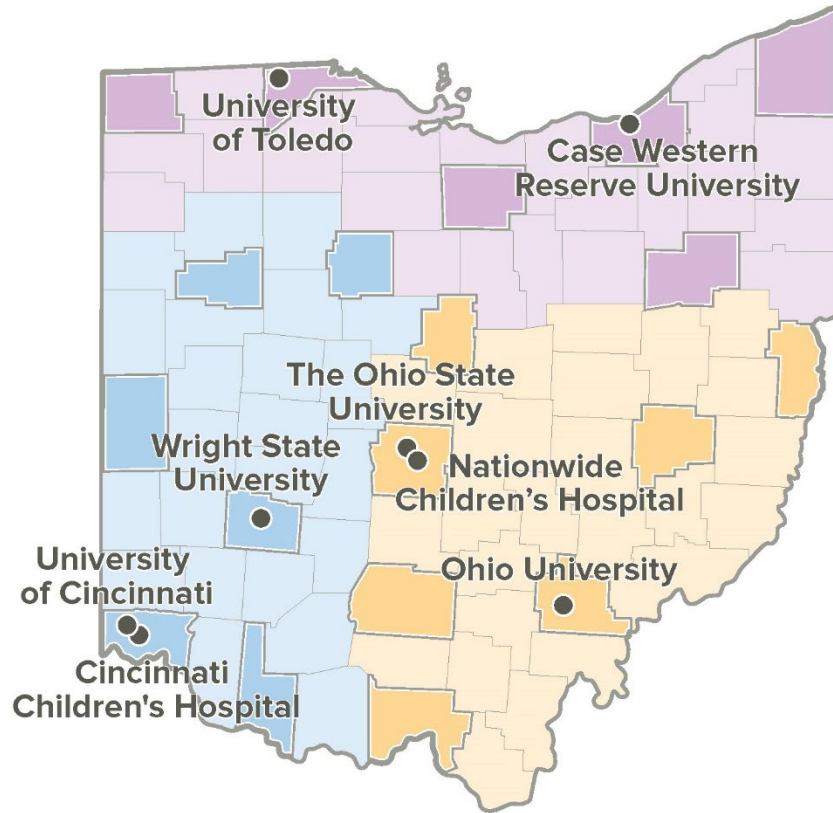 University
of Toledo
Case Western
Reserve University
The Ohio State
University
Wright State
University
Nationwide
Children's Hospital
University
of Cincinnati
Ohio University
Cincinnati
Children's Hospital